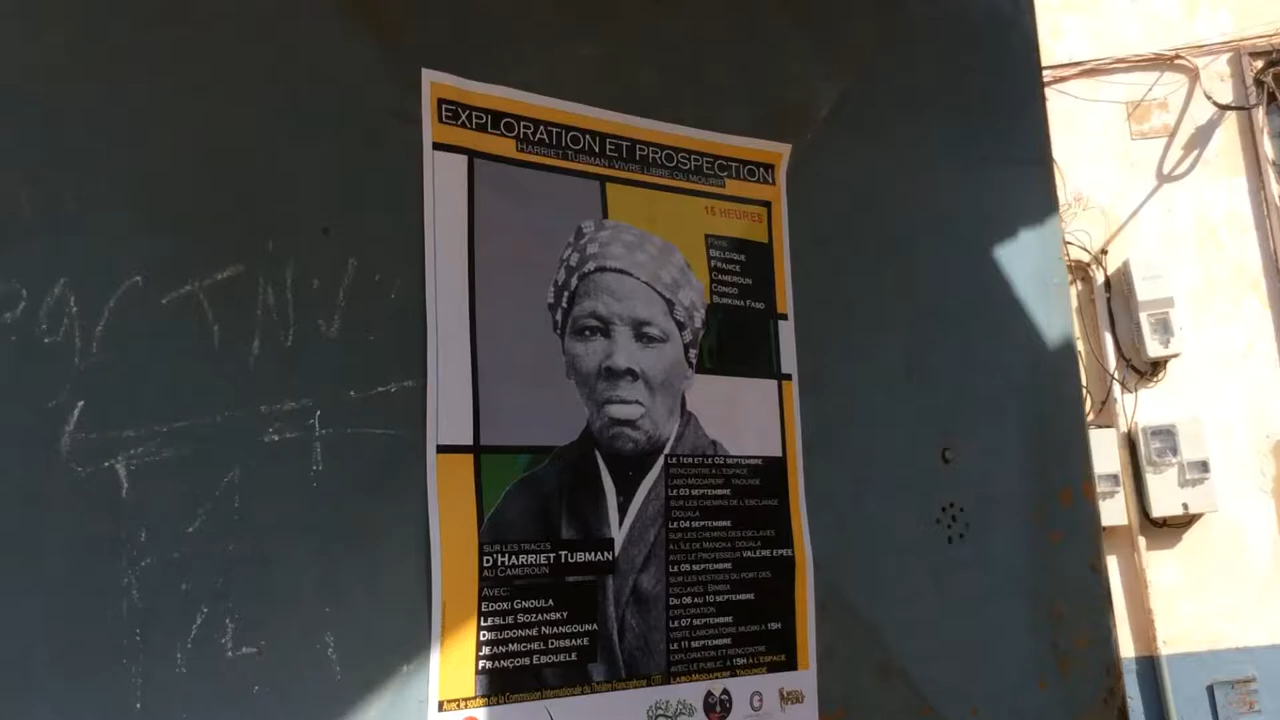 EXPLORATION ET PROSPECTION
HARRIET TUBMAN - VIVRE LIBRE OU MOURIR
15 HEURES
Pays:
BELGIQUE
FRANCE
CAMEROUN
CONGO
BURKINA FASO
LE 1ER ET LE 02 SEPTEMBRE
RENCONTRE À L'ESPACE
LABO-MODAPERF - YAOUNDE
LE 03 SEPTEMBRE
SUR LES CHEMINS DE L'ESCLAVAGE
- DOUALA
LE 04 SEPTEMBRE
SUR LES CHEMINS DES ESCLAVES
À L'ÎLE DE MANOKA - DOUALA
AVEC LE PROFESSEUR VALERE EPEE
LE 05 SEPTEMBRE
SUR LES VESTIGES DU PORT DES
ESCLAVES - BIMBIA
DU 06 AU 10 SEPTEMBRE
EXPLORATION
LE 07 SEPTEMBRE
VISITE LABORATOIRE MUDIKI À 15H
LE 11 SEPTEMBRE
EXPLORATION ET RENCONTRE
AVEC LE PUBLIC À 15H À L'ESPACE
LABO-MODAPERF - YAOUNDE
SUR LES TRACES
D'HARRIET TUBMAN
AU CAMEROUN
AVEC:
EDOXI GNOULA
LESLIE SOZANSKY
DIEUDONNÉ NIANGOUNA
JEAN-MICHEL DISSAKE
FRANÇOIS EBOUELE
Avec le soutien de la Commission Internationale du Théâtre Francophone - CITF